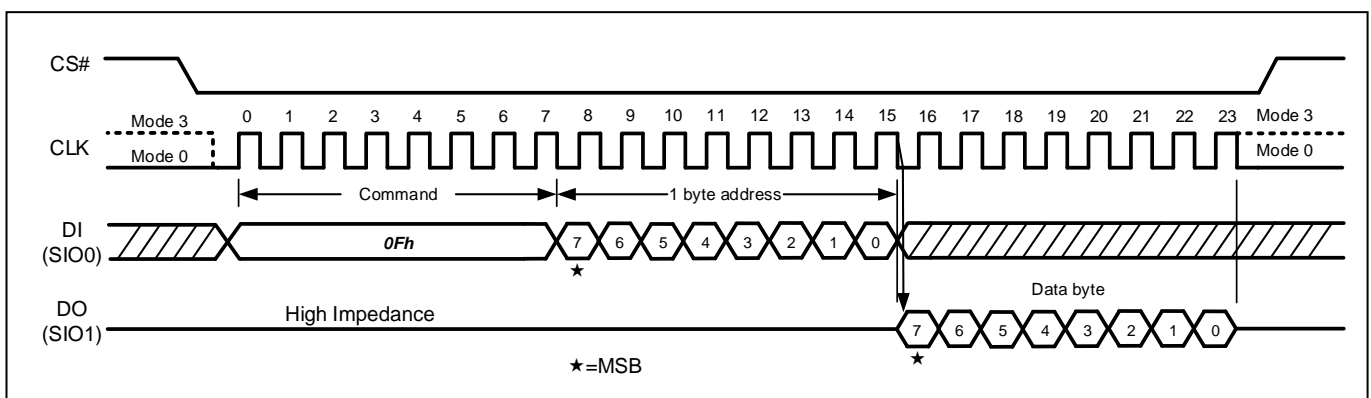 CS#
0 1 2 3 4 5 6 7 8 9 10 11 12 13 14 15 16 17 18 19 20 21 22 23
Mode 3 Mode 3
CLK
Mode 0 Mode 0
Command 1 byte address
DI
(SIO0)
0Fh 7 6 5 4 3 2 1 0
★
Data byte
DO
(SIO1)
High Impedance
7 6 5 4 3 2 1 0
★
★=MSB